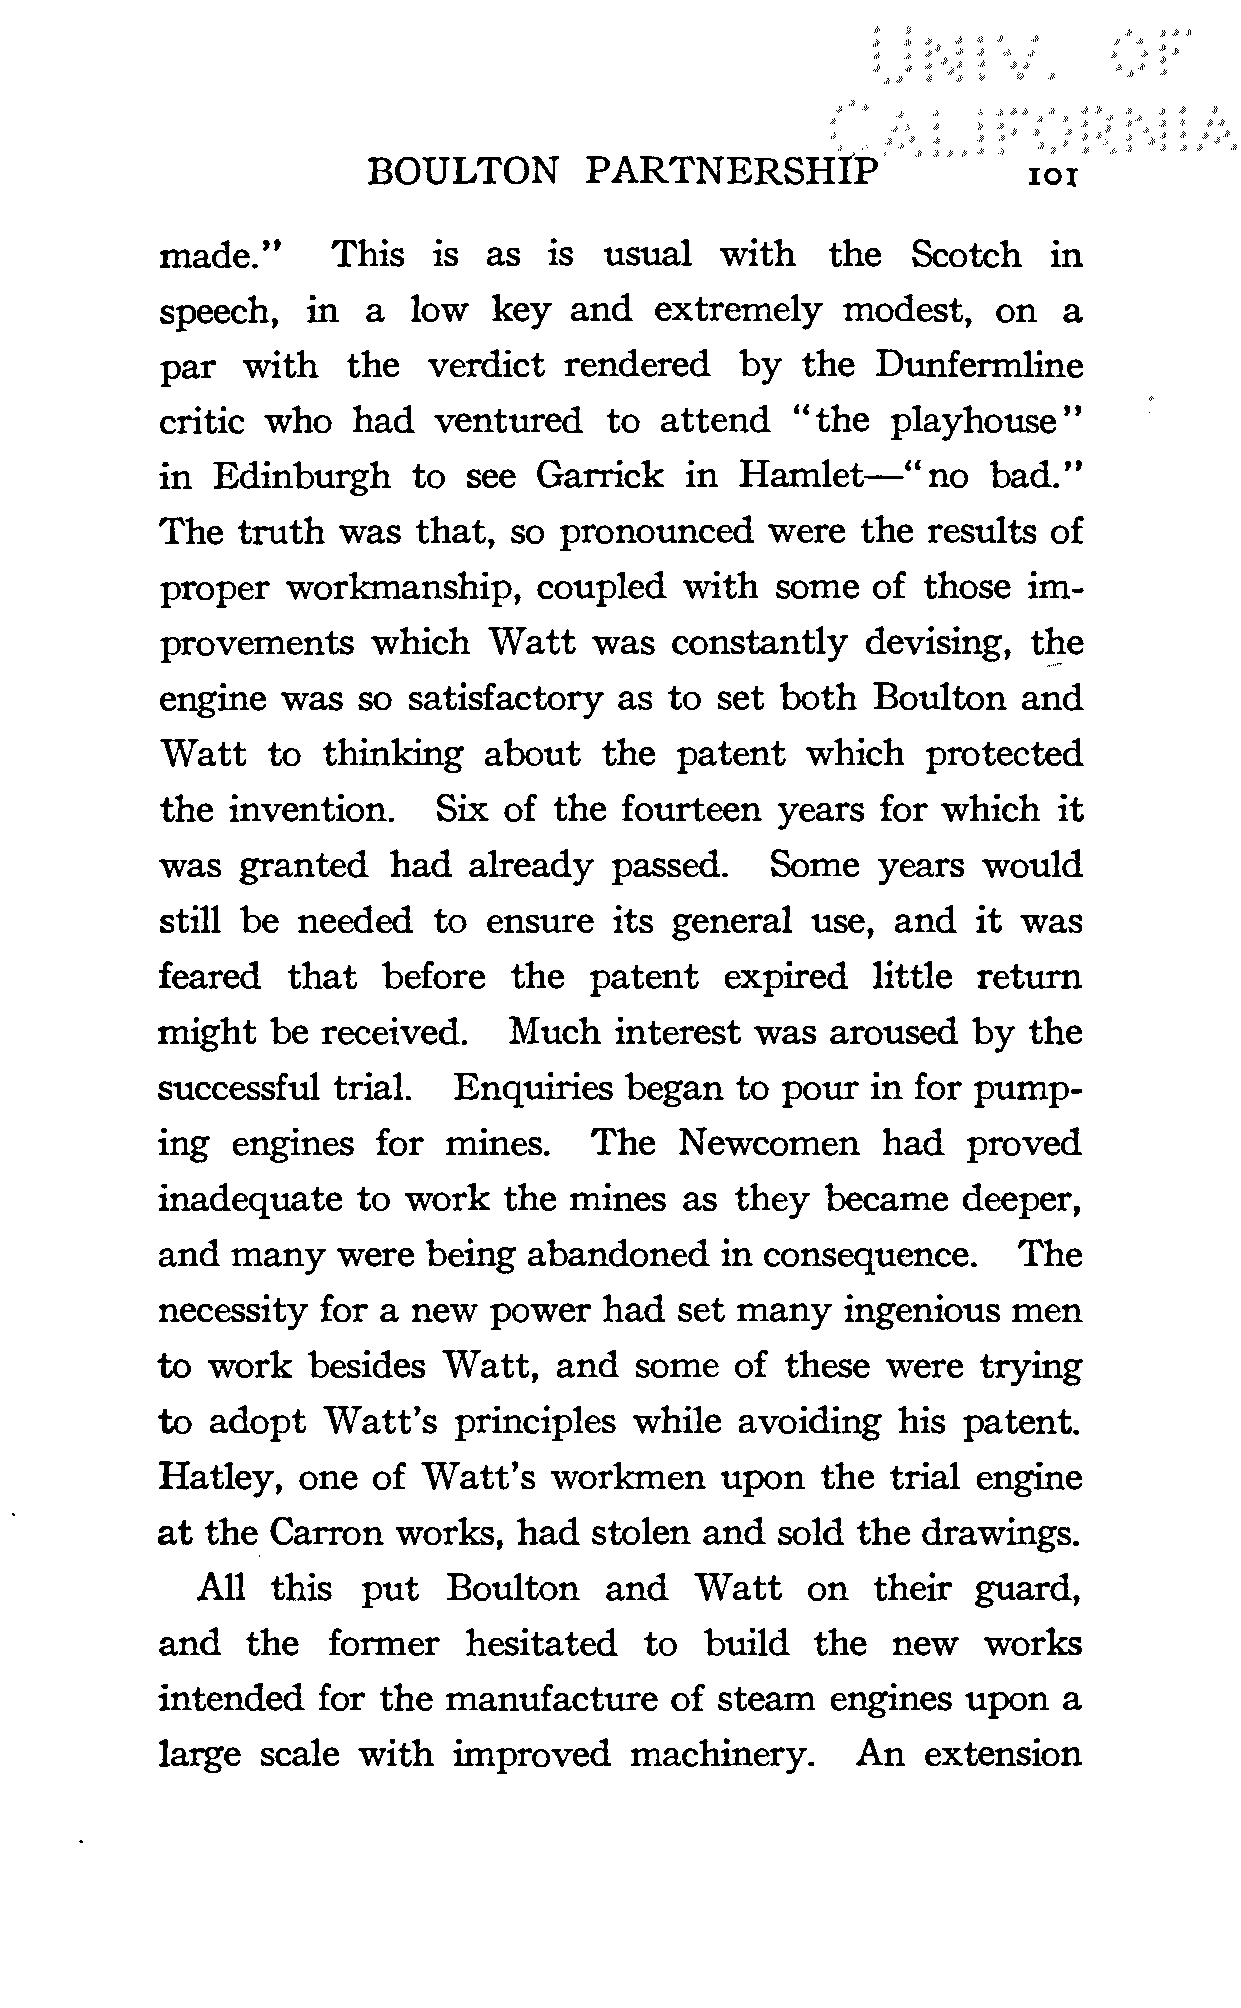 UNIV. OF
CALIFORNIA
BOULTON PARTNERSHIP 101
made." This is as is usual with the Scotch in
speech, in a low key and extremely modest, on a
par with the verdict rendered by the Dunfermline
critic who had ventured to attend "the playhouse"
in Edinburgh to see Garrick in Hamlet—"no bad."
The truth was that, so pronounced were the results of
proper workmanship, coupled with some of those im-
provements which Watt was constantly devising, the
engine was so satisfactory as to set both Boulton and
Watt to thinking about the patent which protected
the invention. Six of the fourteen years for which it
was granted had already passed. Some years would
still be needed to ensure its general use, and it was
feared that before the patent expired little return
might be received. Much interest was aroused by the
successful trial. Enquiries began to pour in for pump-
ing engines for mines. The Newcomen had proved
inadequate to work the mines as they became deeper,
and many were being abandoned in consequence. The
necessity for a new power had set many ingenious men
to work besides Watt, and some of these were trying
to adopt Watt's principles while avoiding his patent.
Hatley, one of Watt's workmen upon the trial engine
at the Carron works, had stolen and sold the drawings.
All this put Boulton and Watt on their guard,
and the former hesitated to build the new works
intended for the manufacture of steam engines upon a
large scale with improved machinery. An extension